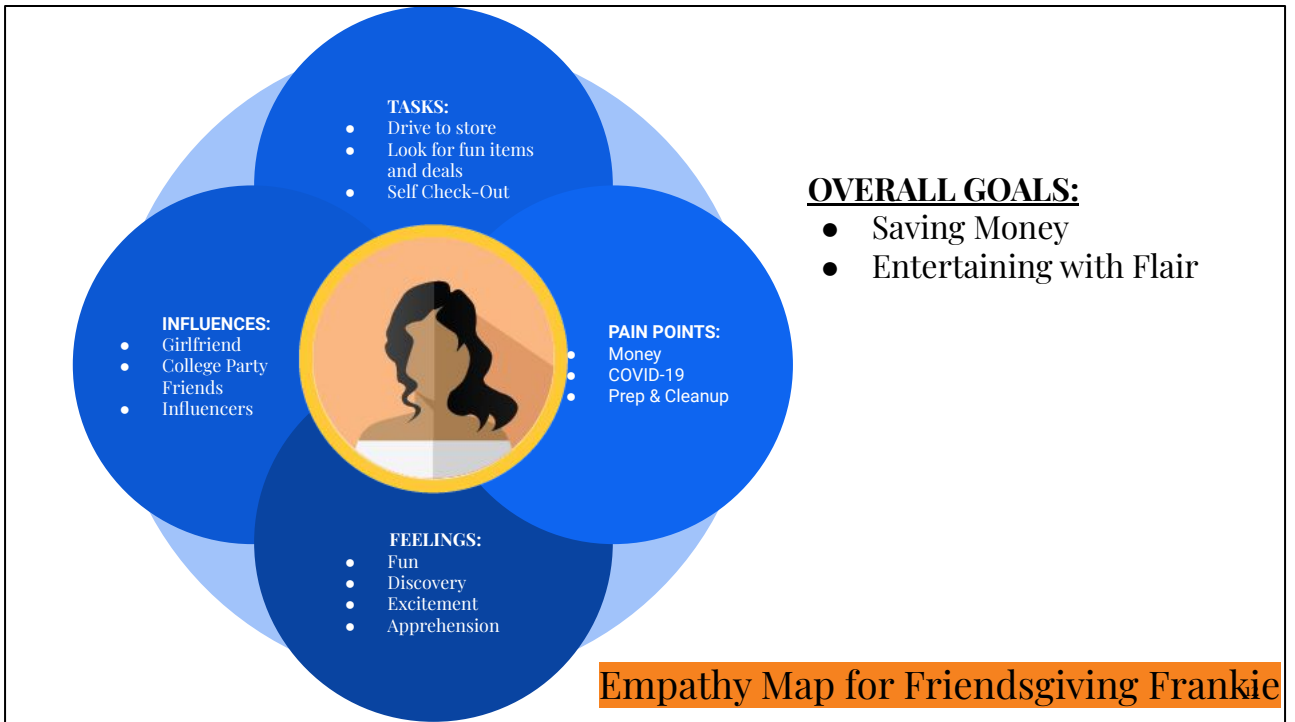 TASKS:
● Drive to store
● Look for fun items
and deals
● Self Check-Out
OVERALL GOALS:
● Saving Money
● Entertaining with Flair
INFLUENCES:
● Girlfriend
● College Party
Friends
● Influencers
PAIN POINTS:
● Money
● COVID-19
● Prep & Cleanup
FEELINGS:
● Fun
● Discovery
● Excitement
● Apprehension
Empathy Map for Friendsgiving Frankie